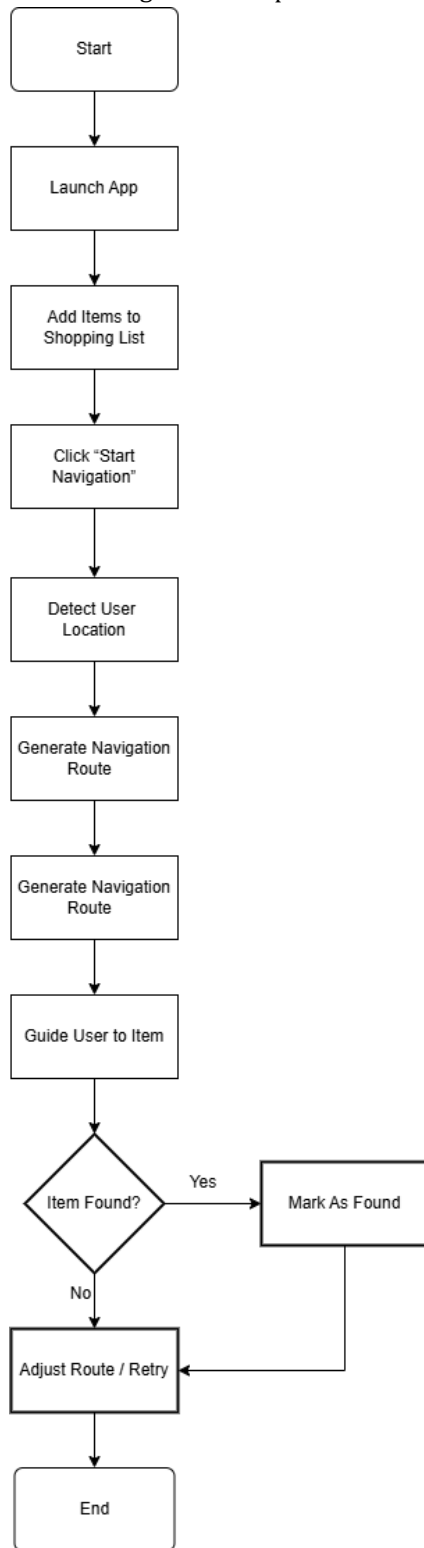 Start
Launch App
Add Items to
Shopping List
Click “Start
Navigation”
Detect User
Location
Generate Navigation
Route
Generate Navigation
Route
Guide User to Item
Item Found?
Yes
Mark As Found
No
Adjust Route / Retry
End